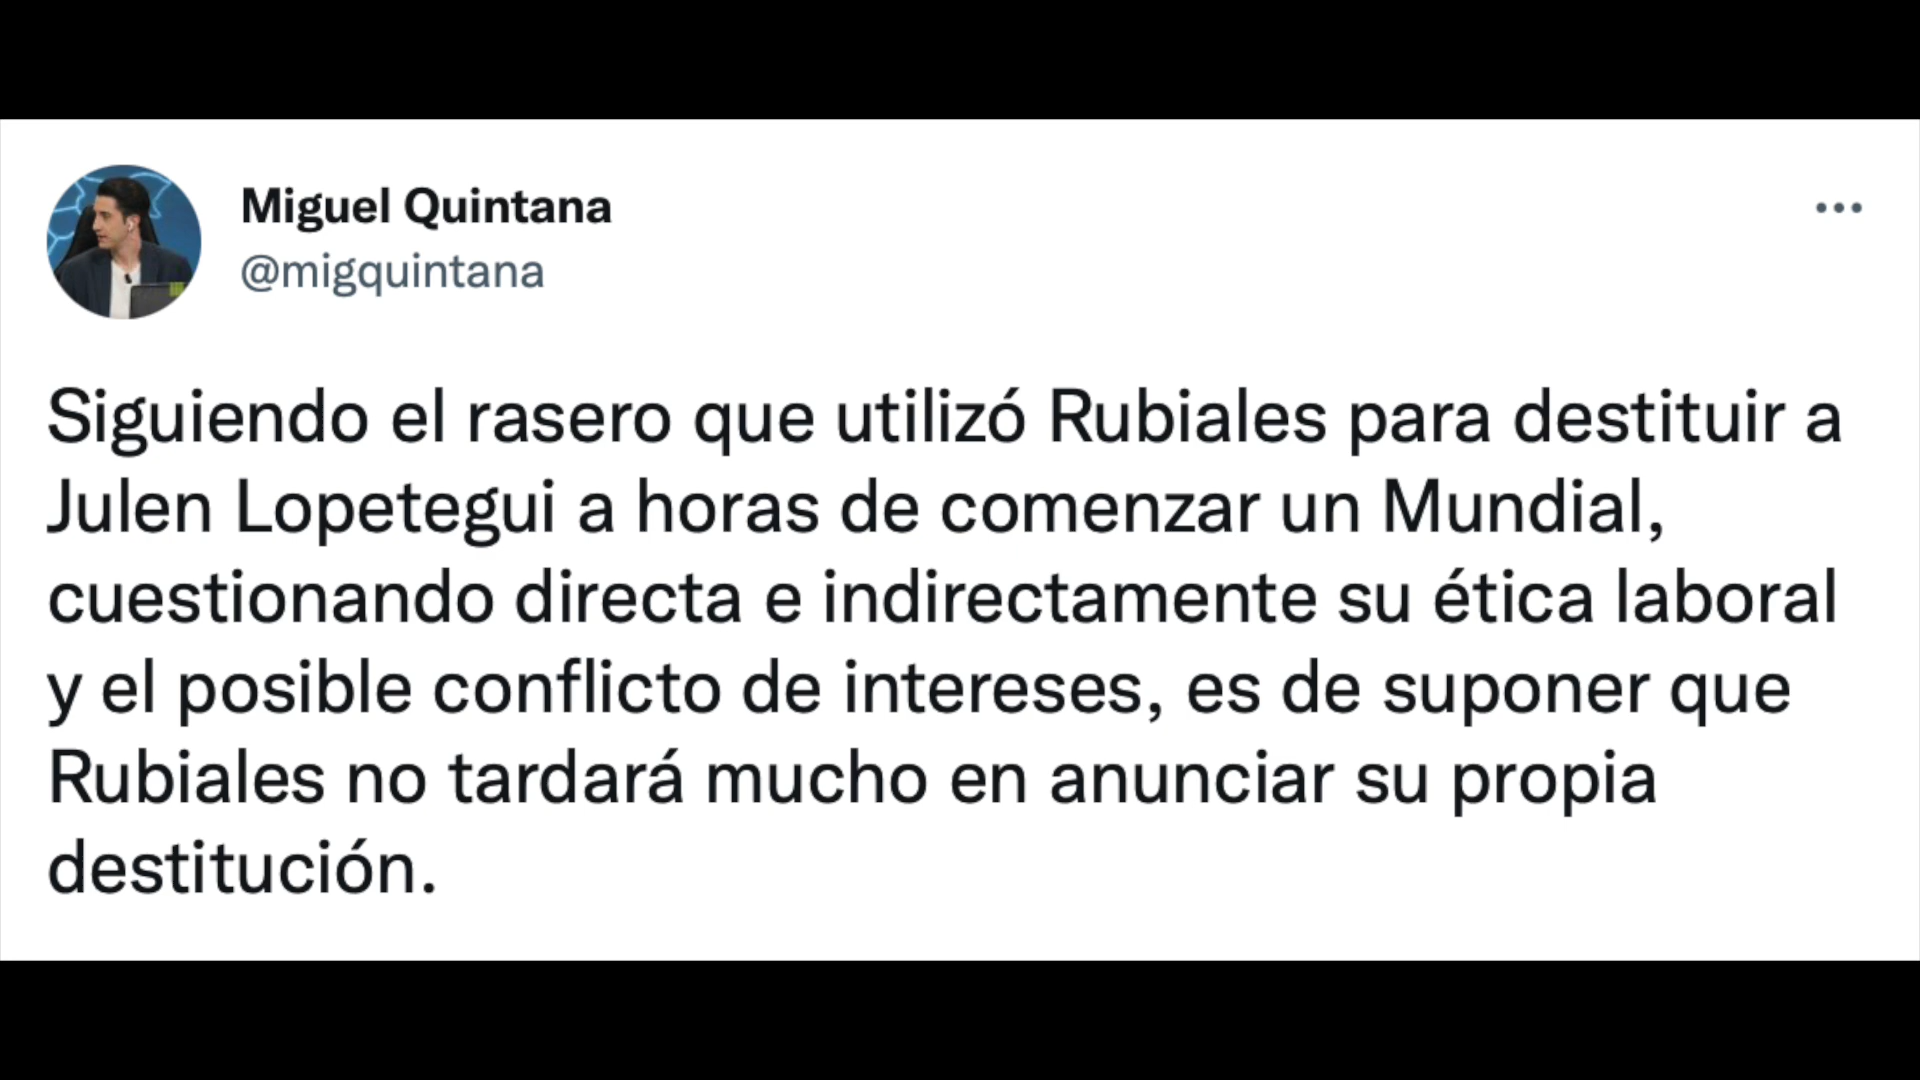 Miguel Quintana
@migquintana
Siguiendo el rasero que utilizó Rubiales para destituir a
Julen Lopetegui a horas de comenzar un Mundial,
cuestionando directa e indirectamente su ética laboral
y el posible conflicto de intereses, es de suponer que
Rubiales no tardará mucho en anunciar su propia
destitución.